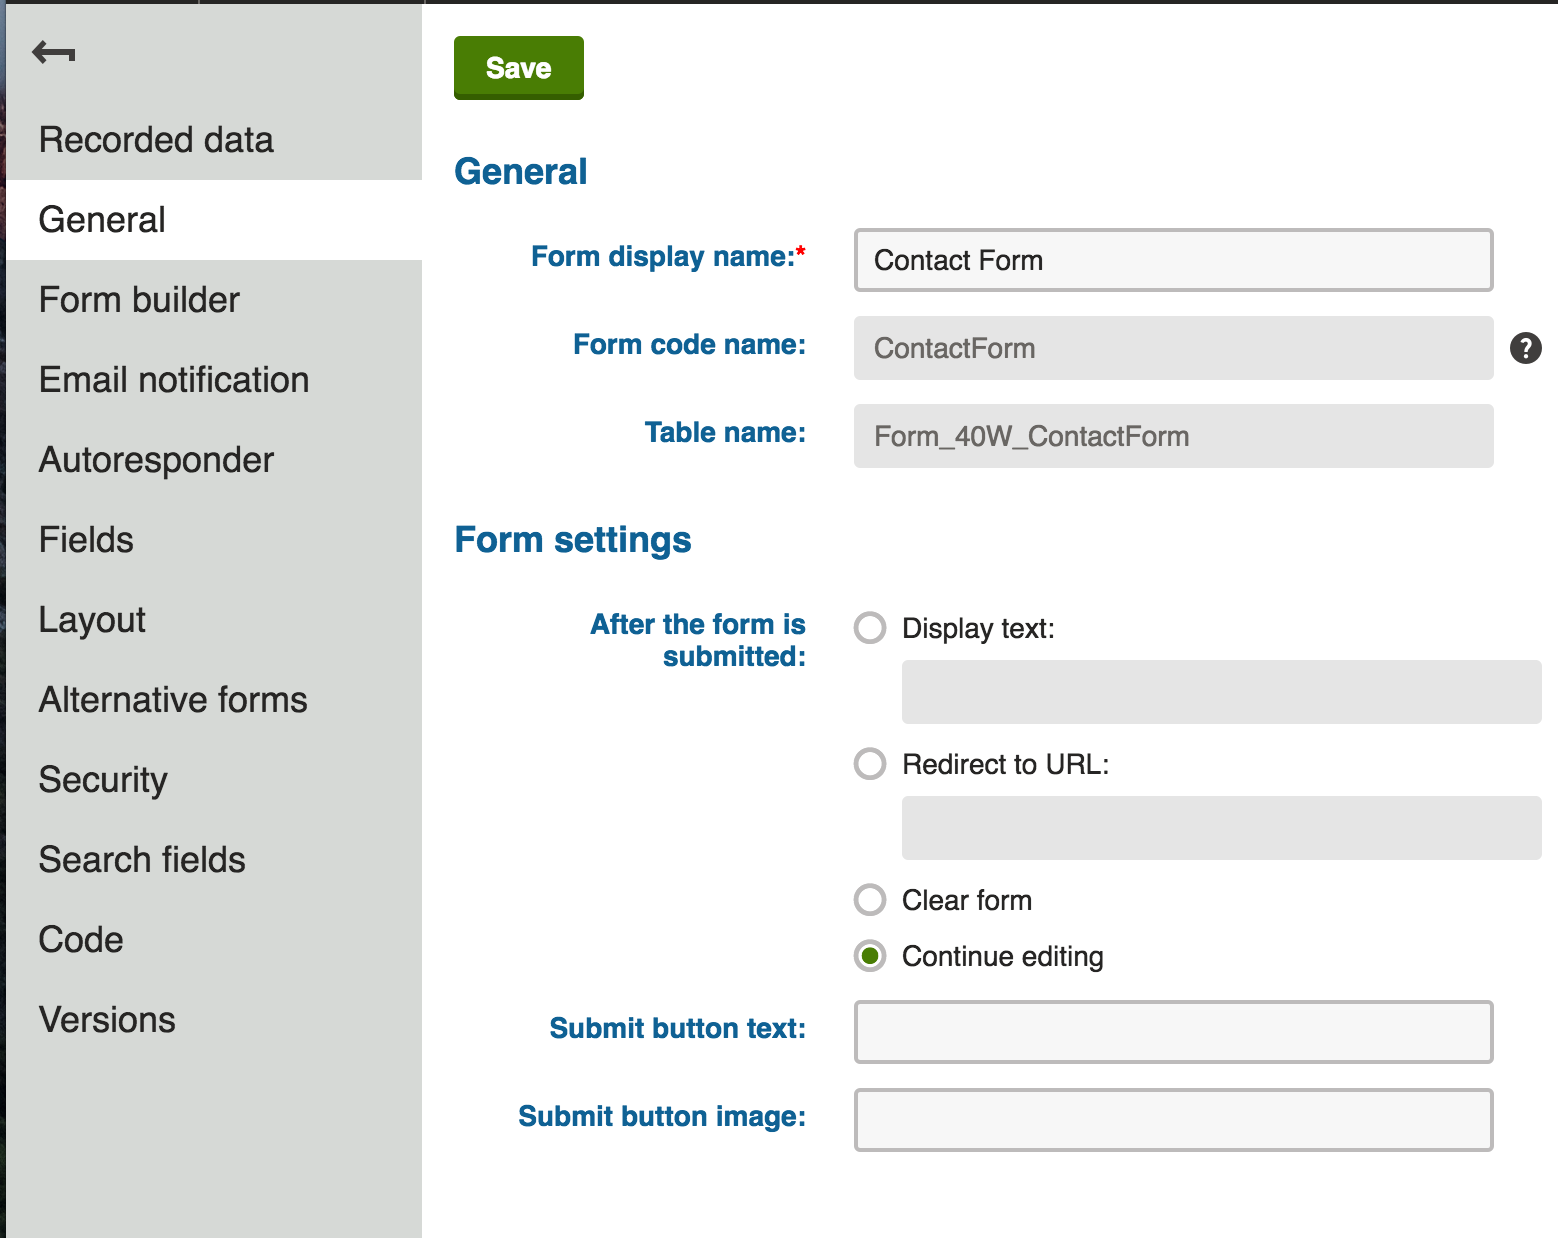 Recorded data
General
Form builder
Email notification
Autoresponder
Fields
Layout
Alternative forms
Security
Search fields
Code
Versions
Save
General
Form display name:*
Contact Form
Form code name:
ContactForm
?
Table name:
Form_40W_ContactForm
Form settings
After the form is
submitted:
Display text:
Redirect to URL:
Clear form
Continue editing
Submit button text:
Submit button image: